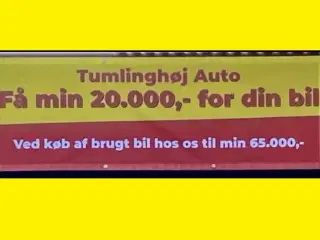 Tumlinghøj Auto
Få min 20.000,- for din bil
Ved køb af brugt bil hos os til min 65.000,-